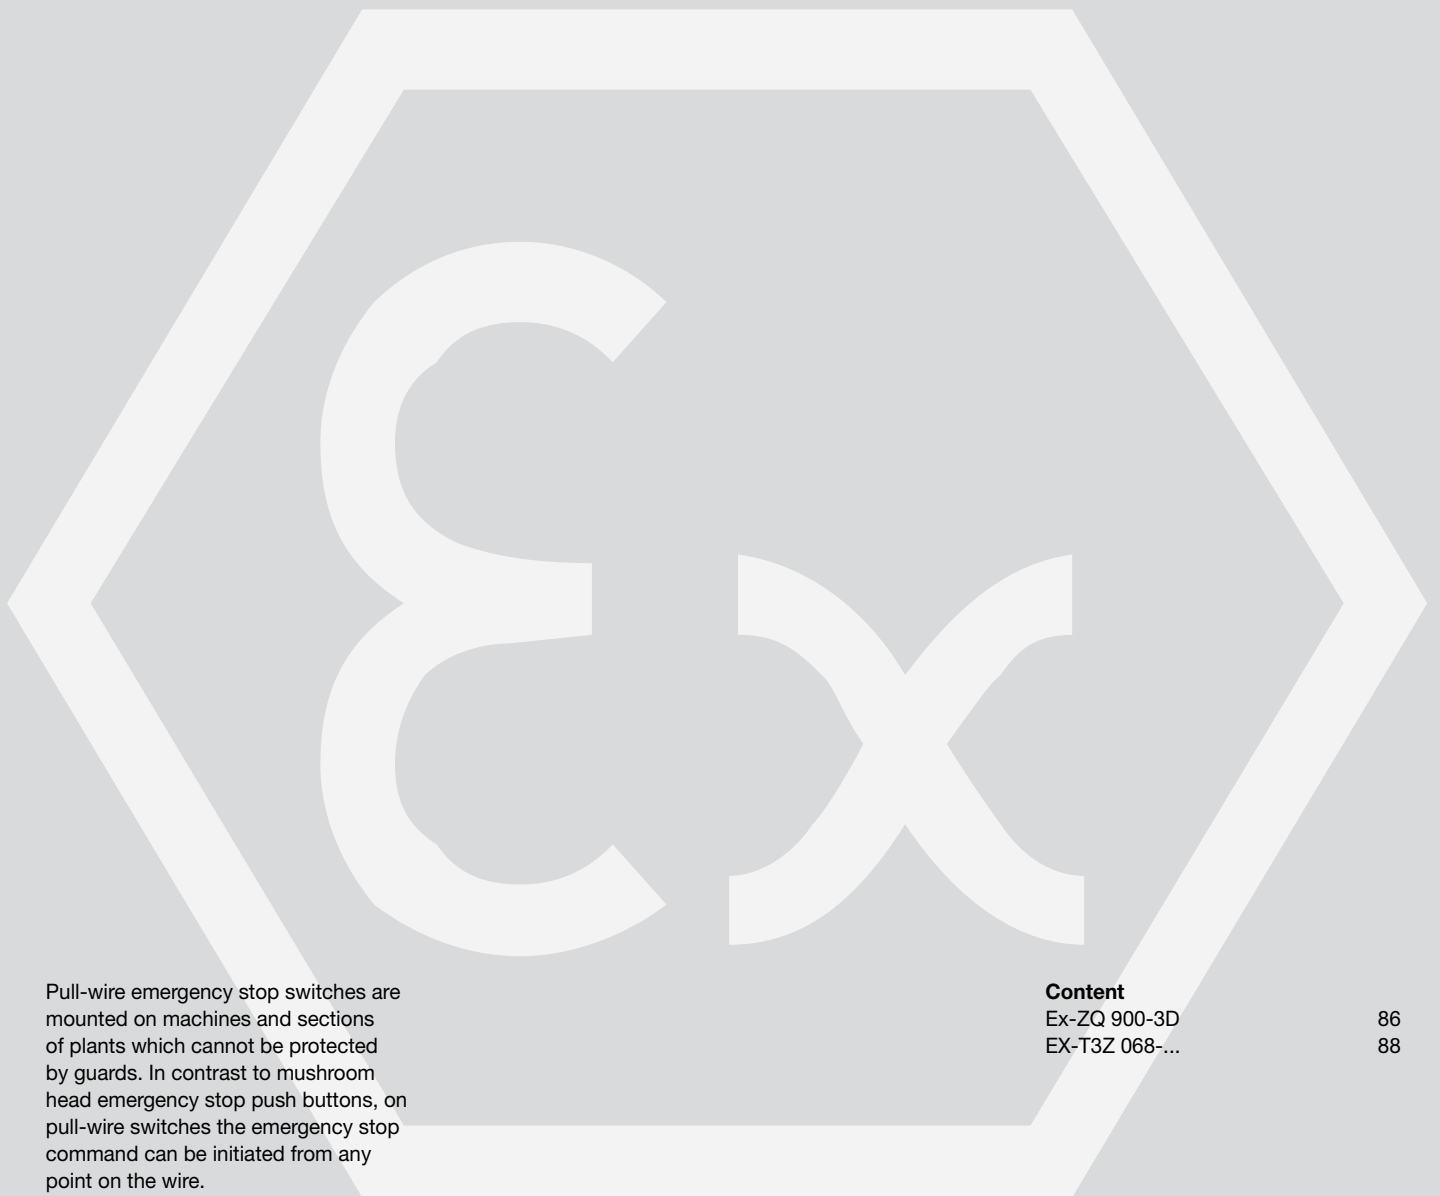 Ex
Pull-wire emergency stop switches are
mounted on machines and sections
of plants which cannot be protected
by guards. In contrast to mushroom
head emergency stop push buttons, on
pull-wire switches the emergency stop
command can be initiated from any
point on the wire.
Content
Ex-ZQ 900-3D 86
EX-T3Z 068-... 88